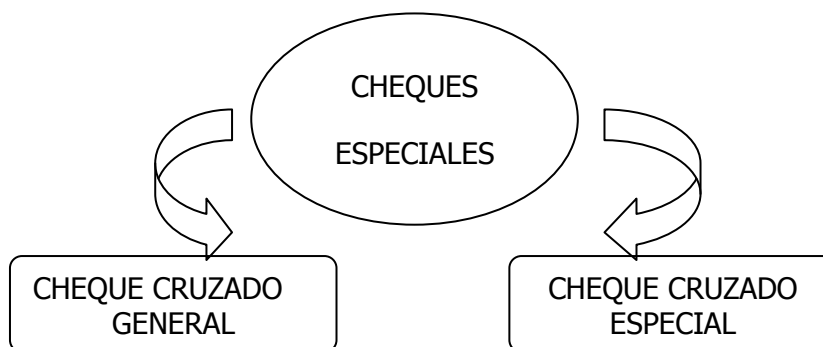 CHEQUES
ESPECIALES
CHEQUE CRUZADO
GENERAL
CHEQUE CRUZADO
ESPECIAL